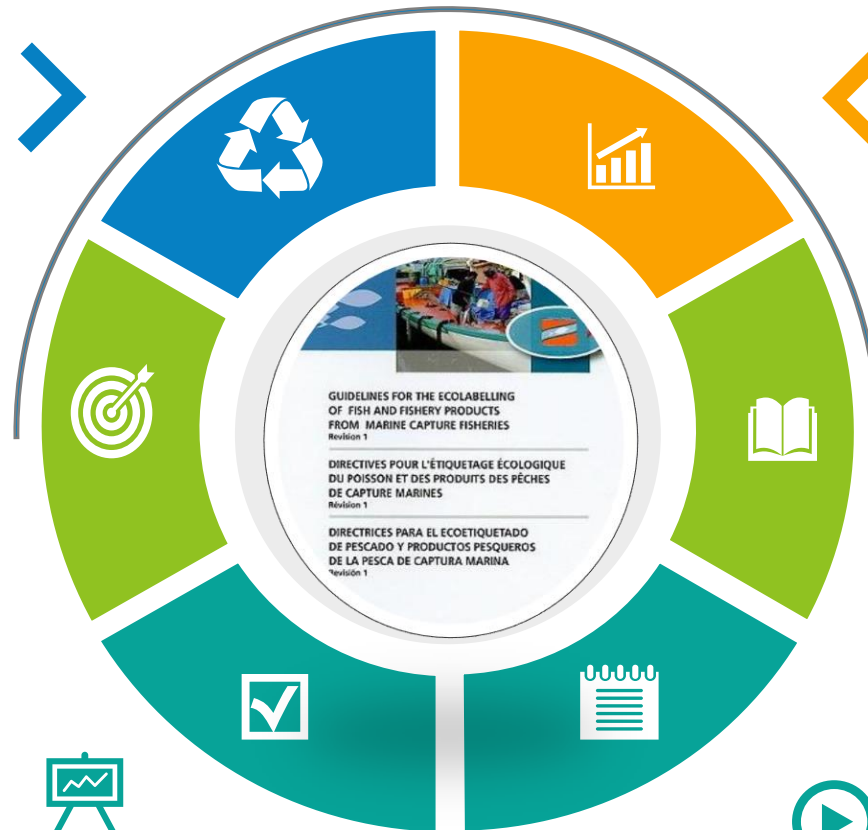 GUIDELINES FOR THE ECOLABELLING
OF FISH AND FISHERY PRODUCTS
FROM MARINE CAPTURE FISHERIES
Revision 1
DIRECTIVES POUR L'ÉTIQUETAGE ÉCOLOGIQUE
DU POISSON ET DES PRODUITS DES PÊCHES
DE CAPTURE MARINES
Révision 1
DIRECTRICES PARA EL ECOETIQUETADO
DE PESCADO Y PRODUCTOS PESQUEROS
DE LA PESCA DE CAPTURA MARINA
Revisión 1